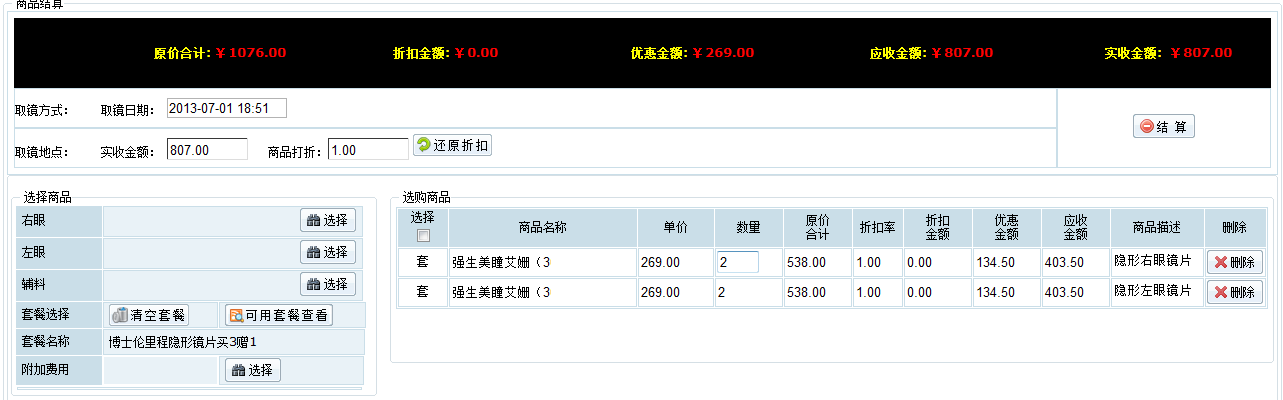 商品结算
原价合计:￥1076.00 折扣金额:￥0.00 优惠金额:￥269.00 应收金额:￥807.00 实收金额: ￥807.00
取镜方式: 取镜日期: 2013-07-01 18:51
结 算
取镜地点: 实收金额: 807.00 商品打折: 1.00 还原折扣
选择商品
右眼 选择
左眼 选择
辅料 选择
套餐选择 清空套餐 可用套餐查看
套餐名称 博士伦里程隐形镜片买3赠1
附加费用 选择
选购商品
选择 商品名称 单价 数量 原价合计 折扣率 折扣金额 优惠金额 应收金额 商品描述 删除
套 强生美瞳艾姗（3 269.00 2 538.00 1.00 0.00 134.50 403.50 隐形右眼镜片 删除
套 强生美瞳艾姗（3 269.00 2 538.00 1.00 0.00 134.50 403.50 隐形左眼镜片 删除